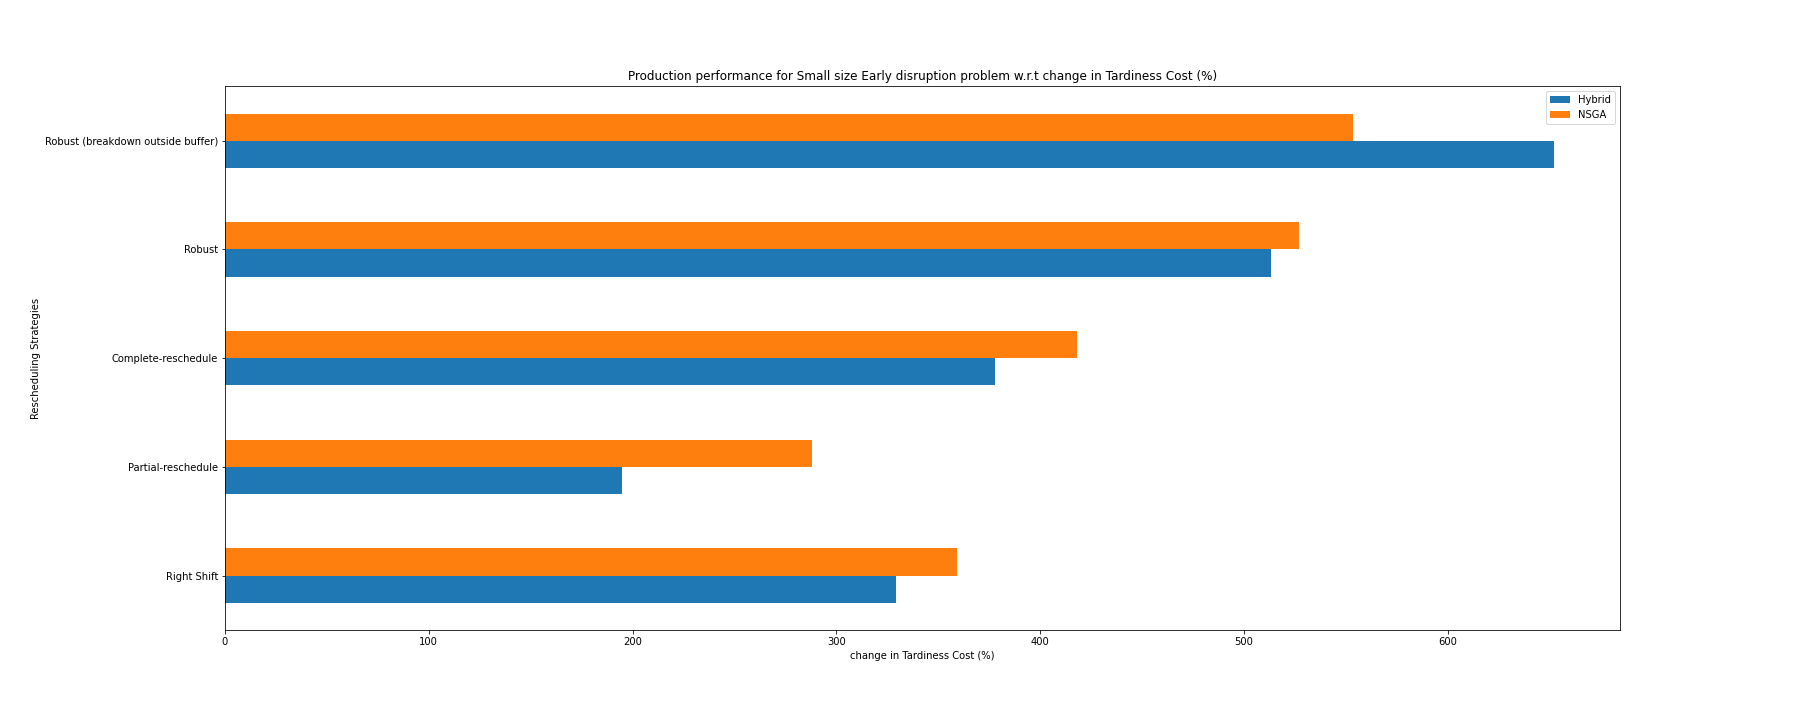 Production performance for Small size Early disruption problem w.r.t change in Tardiness Cost (%)
Hybrid
NSGA
Robust (breakdown outside buffer)
Robust
Complete-reschedule
Partial-reschedule
Right Shift
Rescheduling Strategies
0 100 200 300 400 500 600
change in Tardiness Cost (%)